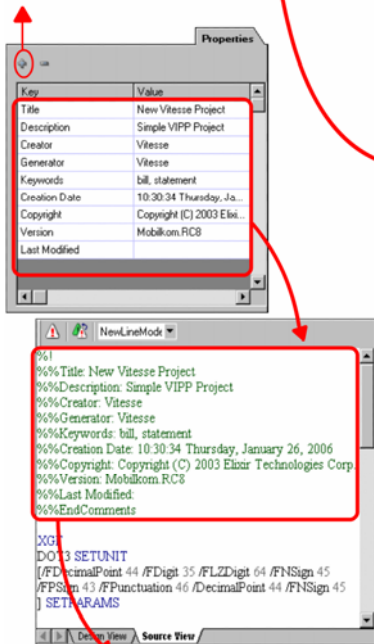 Properties
Key Value
Title New Vitesse Project
Description Simple VIPP Project
Creator Vitesse
Generator Vitesse
Keywords bill, statement
Creation Date 10:30:34 Thursday, Ja...
Copyright Copyright (C) 2003 Elixi...
Version Mobilkom.RC8
Last Modified
NewLineMode
%!
%%Title: New Vitesse Project
%%Description: Simple VIPP Project
%%Creator: Vitesse
%%Generator: Vitesse
%%Keywords: bill, statement
%%Creation Date: 10:30:34 Thursday, January 26, 2006
%%Copyright: Copyright (C) 2003 Elixir Technologies Corp.
%%Version: Mobilkom.RC8
%%Last Modified:
%%EndComments
XGF
DOT3 SETUNIT
[/FDecimalPoint 44 /FDigit 35 /FLZDigit 64 /FNSign 45
/FPSign 43 /FPunctuation 46 /DecimalPoint 44 /FNSign 45
] SETPARAMS
Design View Source View